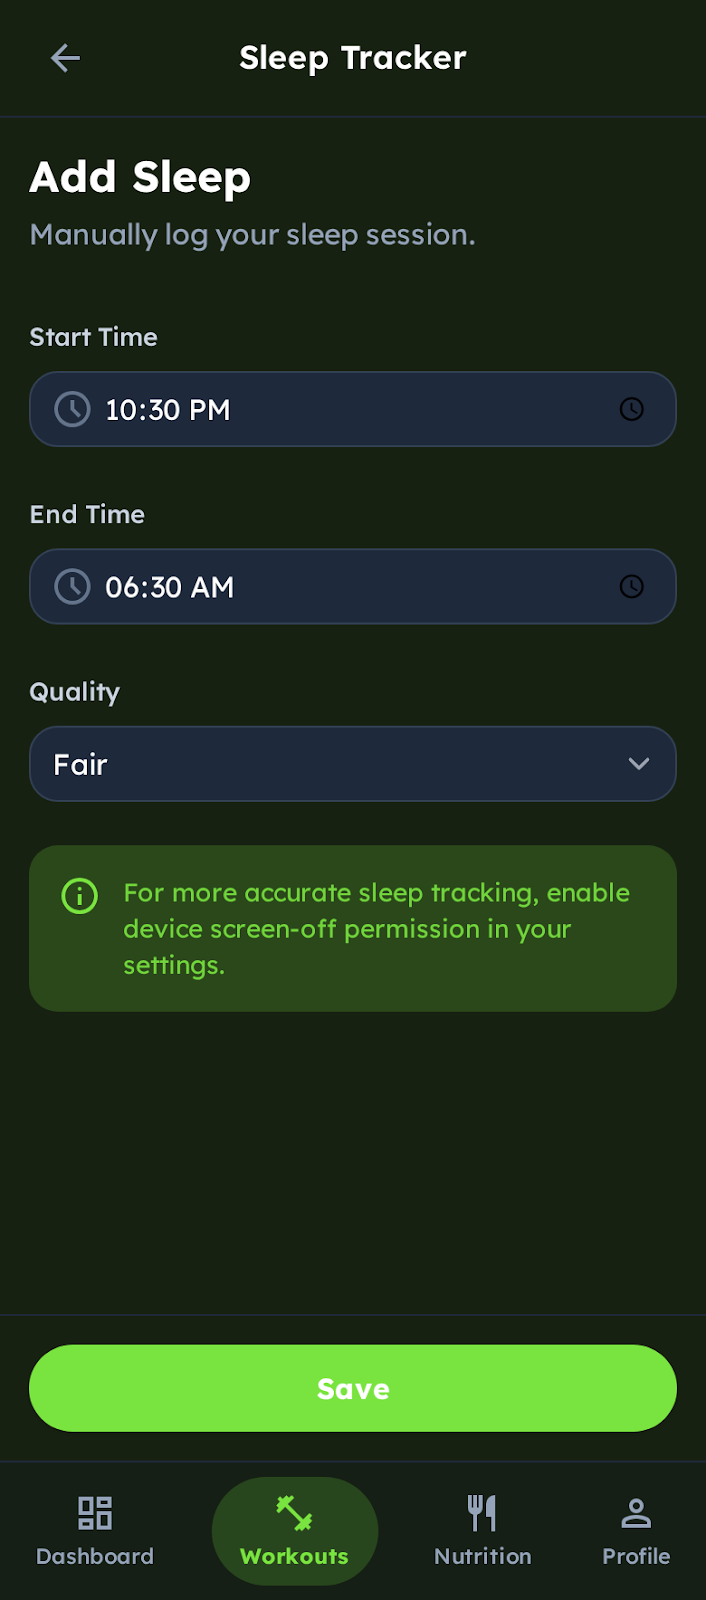 Sleep Tracker
Add Sleep
Manually log your sleep session.
Start Time
10:30 PM
End Time
06:30 AM
Quality
Fair
For more accurate sleep tracking, enable
device screen-off permission in your
settings.
Save
Dashboard
Workouts
Nutrition
Profile